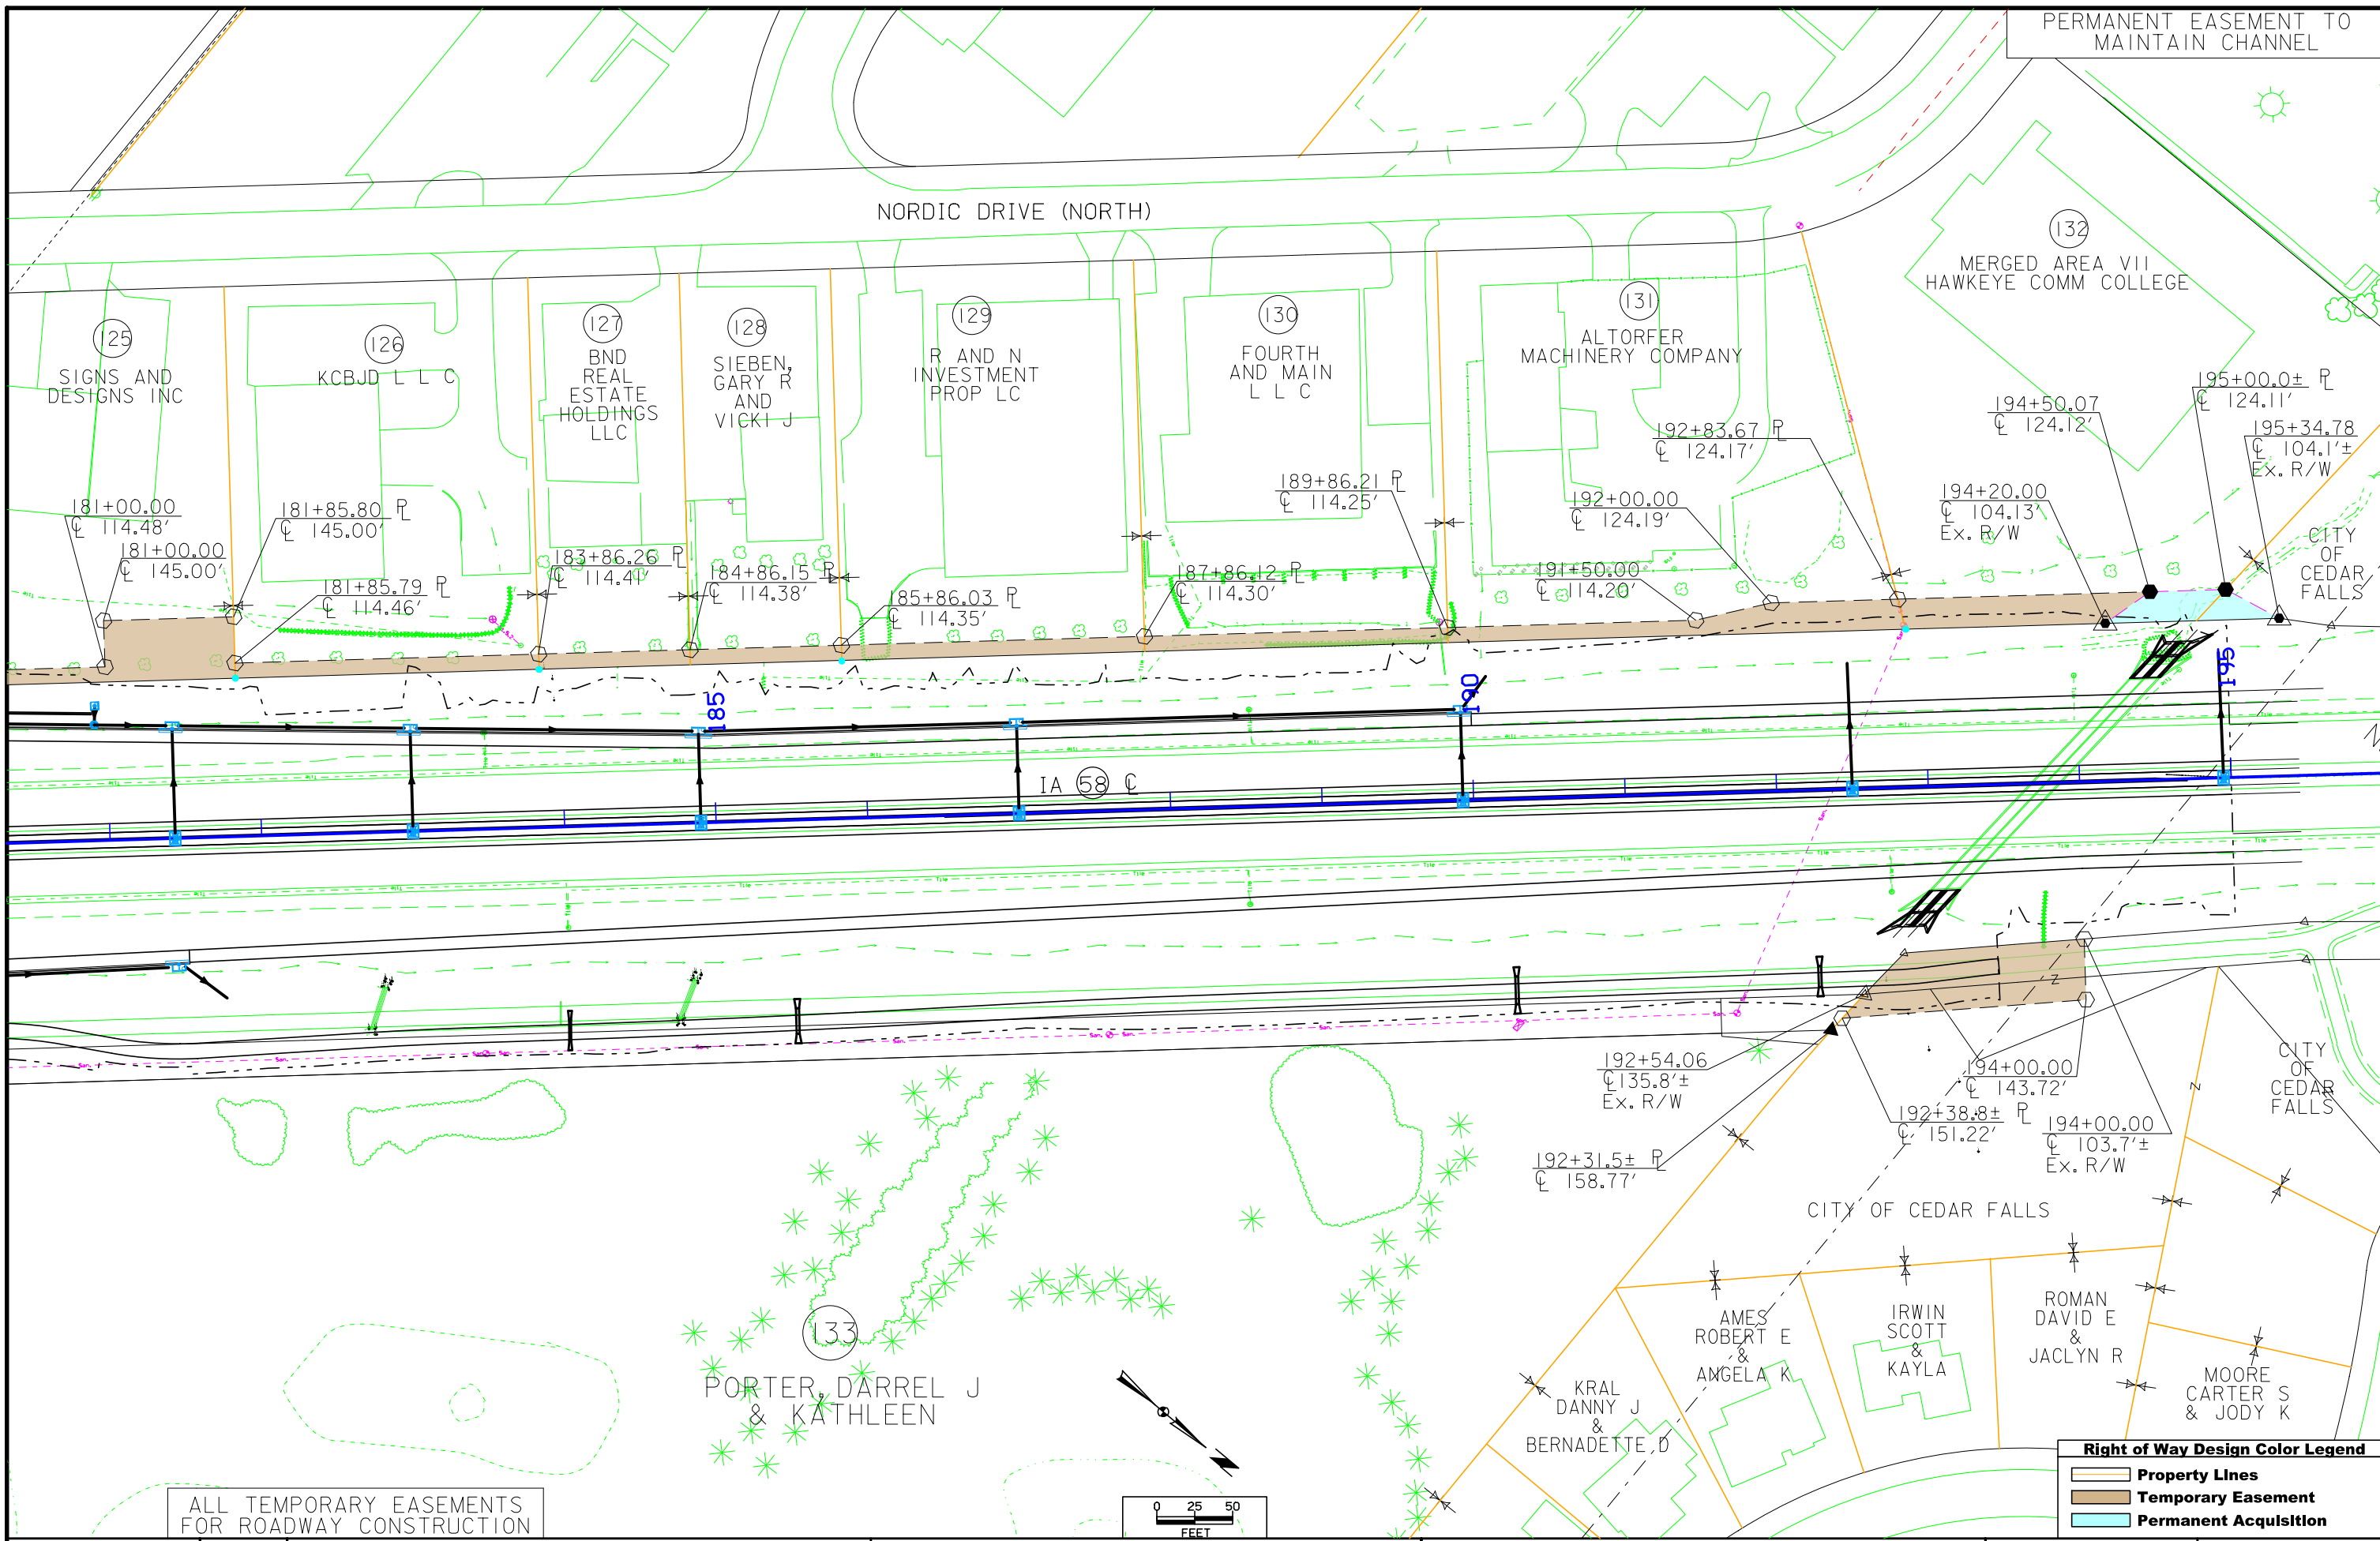 PERMANENT EASEMENT TO
MAINTAIN CHANNEL
NORDIC DRIVE (NORTH)
125
SIGNS AND
DESIGNS INC
126
KCBJD L L C
127
BND
REAL
ESTATE
HOLDINGS
LLC
128
SIEBEN,
GARY R
AND
VICKI J
129
R AND N
INVESTMENT
PROP LC
130
FOURTH
AND MAIN
L L C
131
ALTORFER
MACHINERY COMPANY
132
MERGED AREA VII
HAWKEYE COMM COLLEGE
181+00.00
℄ 114.48'
181+00.00
℄ 145.00'
181+85.80 ⅊
℄ 145.00'
181+85.79 ⅊
℄ 114.46'
183+86.26 ⅊
℄ 114.41'
184+86.15 ⅊
℄ 114.38'
185+86.03 ⅊
℄ 114.35'
187+86.12 ⅊
℄ 114.30'
189+86.21 ⅊
℄ 114.25'
191+50.00
℄ 114.20'
192+00.00
℄ 124.19'
192+83.67 ⅊
℄ 124.17'
194+20.00
℄ 104.13'
Ex. R/W
194+50.07
℄ 124.12'
195+00.0± ⅊
℄ 124.11'
195+34.78
℄ 104.1'±
Ex. R/W
CITY
OF
CEDAR
FALLS
185
190
195
IA 58 ℄
192+54.06
℄ 135.8'±
Ex. R/W
192+31.5± ⅊
℄ 158.77'
194+00.00
℄ 143.72'
192+38.8± ⅊
℄ 151.22'
194+00.00
℄ 103.7'±
Ex. R/W
CITY
OF
CEDAR
FALLS
CITY OF CEDAR FALLS
133
PORTER, DARREL J
& KATHLEEN
KRAL
DANNY J
&
BERNADETTE D
AMES
ROBERT E
&
ANGELA K
IRWIN
SCOTT
&
KAYLA
ROMAN
DAVID E
&
JACLYN R
MOORE
CARTER S
& JODY K
ALL TEMPORARY EASEMENTS
FOR ROADWAY CONSTRUCTION
0 25 50
FEET
Right of Way Design Color Legend
Property Lines
Temporary Easement
Permanent Acquisition